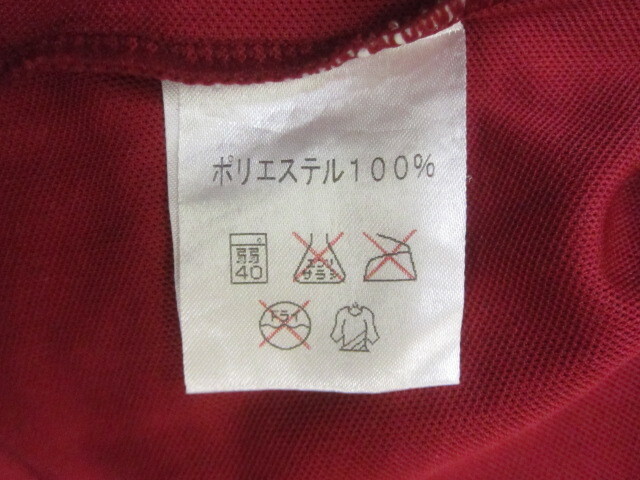 ポリエステル100%
弱 弱
40
エンソ
サラシ
ドライ